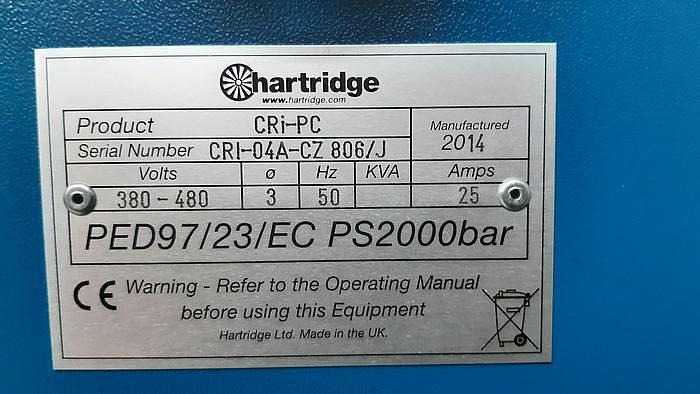 hartridge
www.hartridge.com
Product CRi-PC Manufactured
2014
Serial Number CRI-04A-CZ 806/J
Volts ø Hz KVA Amps
380-480 3 50 25
PED97/23/EC PS2000bar
CE Warning - Refer to the Operating Manual
before using this Equipment
Hartridge Ltd. Made in the UK.